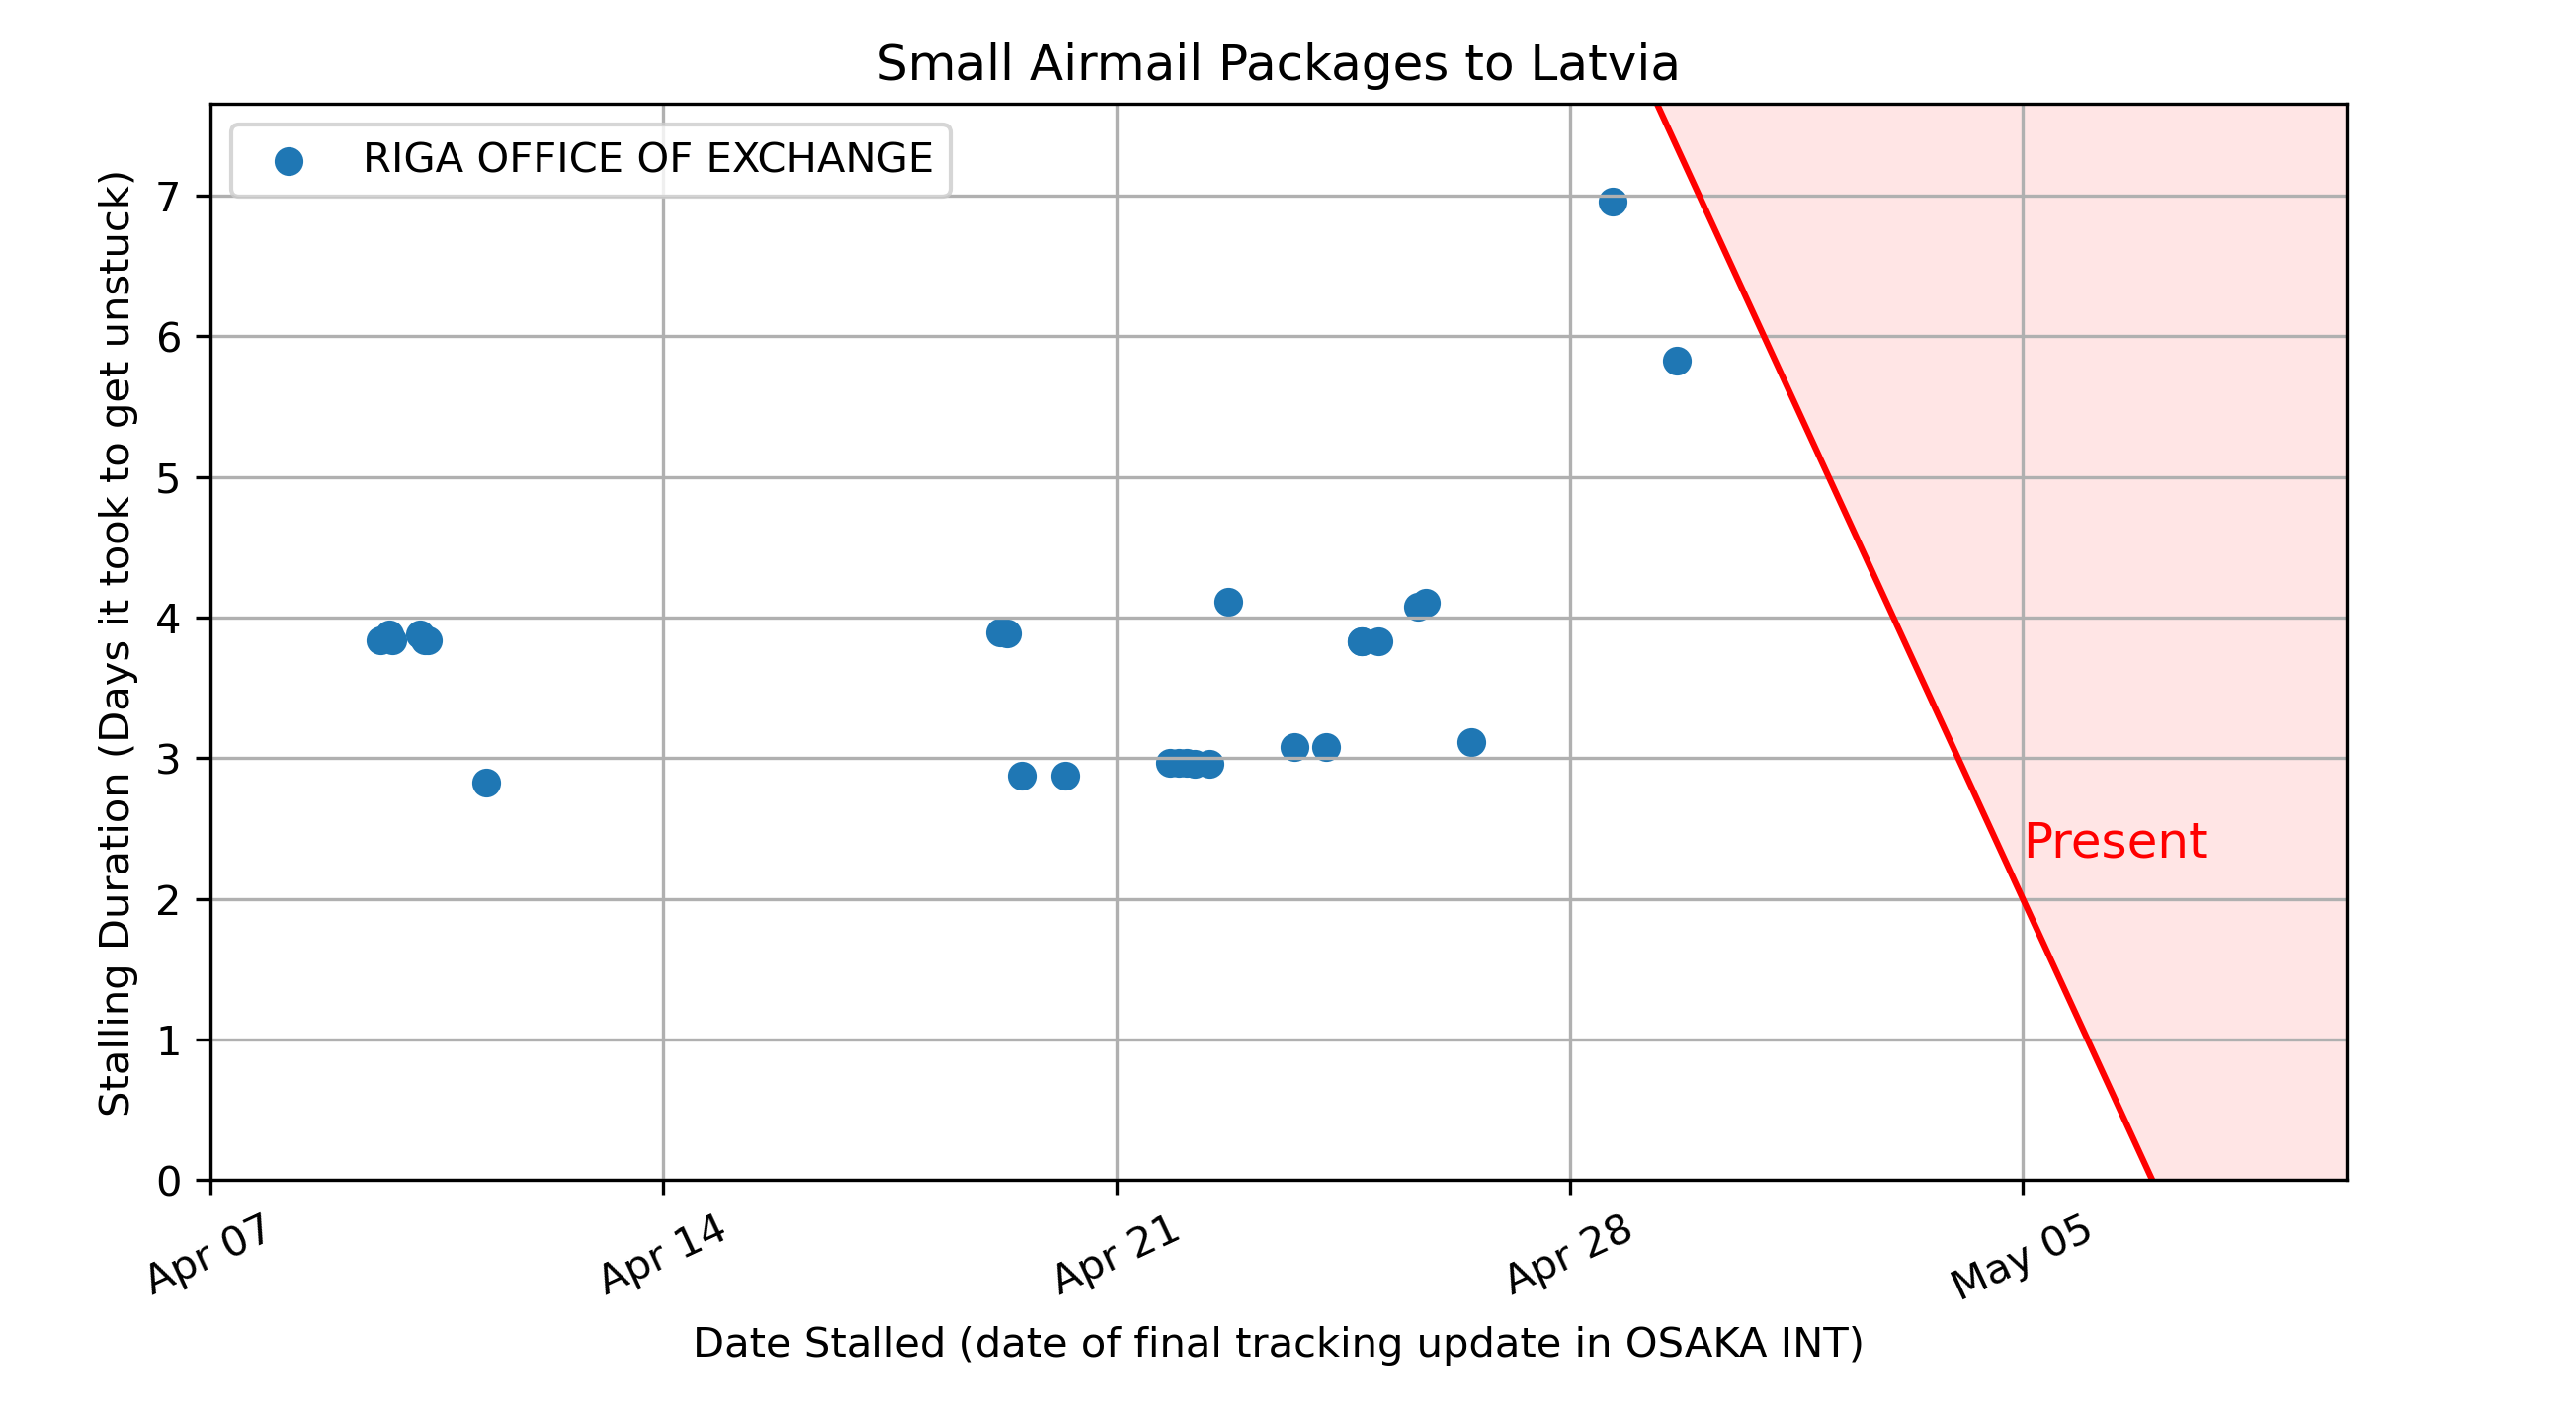 Small Airmail Packages to Latvia
RIGA OFFICE OF EXCHANGE
Stalling Duration (Days it took to get unstuck)
7
6
5
4
3
2
1
0
Present
Apr 07
Apr 14
Apr 21
Apr 28
May 05
Date Stalled (date of final tracking update in OSAKA INT)